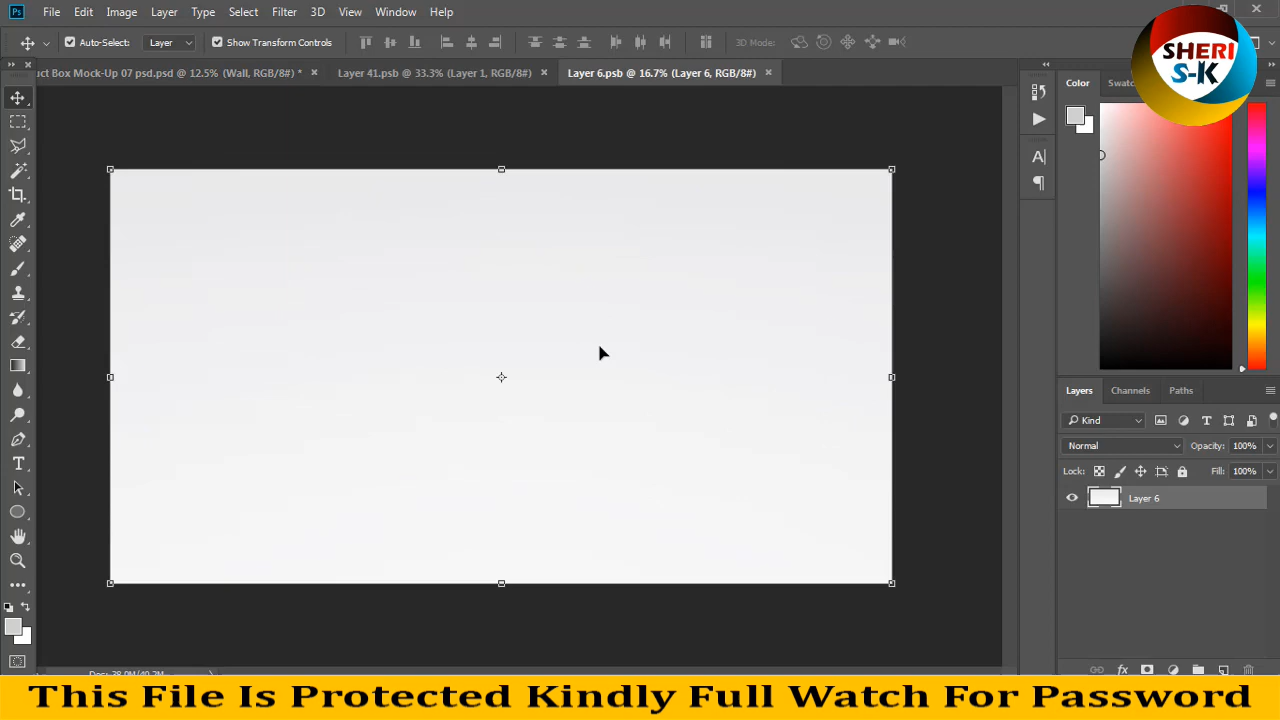 Ps File Edit Image Layer Type Select Filter 3D View Window Help
Auto-Select: Layer Show Transform Controls 3D Mode:
uct Box Mock-Up 07 psd.psd @ 12.5% (Wall, RGB/8#) * × Layer 41.psb @ 33.3% (Layer 1, RGB/8#) × Layer 6.psb @ 16.7% (Layer 6, RGB/8#) ×
SHERI
S-K
Color Swatc
Layers Channels Paths
Kind
Normal Opacity: 100%
Lock: Fill: 100%
Layer 6
This File Is Protected Kindly Full Watch For Password